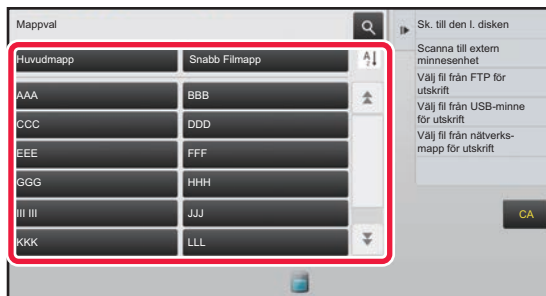 Mappval
Huvudmapp
Snabb Filmapp
AAA
BBB
CCC
DDD
EEE
FFF
GGG
HHH
III III
JJJ
KKK
LLL
A
Z
Sk. till den l. disken
Scanna till extern
minnesenhet
Välj fil från FTP för
utskrift
Välj fil från USB-minne
för utskrift
Välj fil från nätverks-
mapp för utskrift
CA